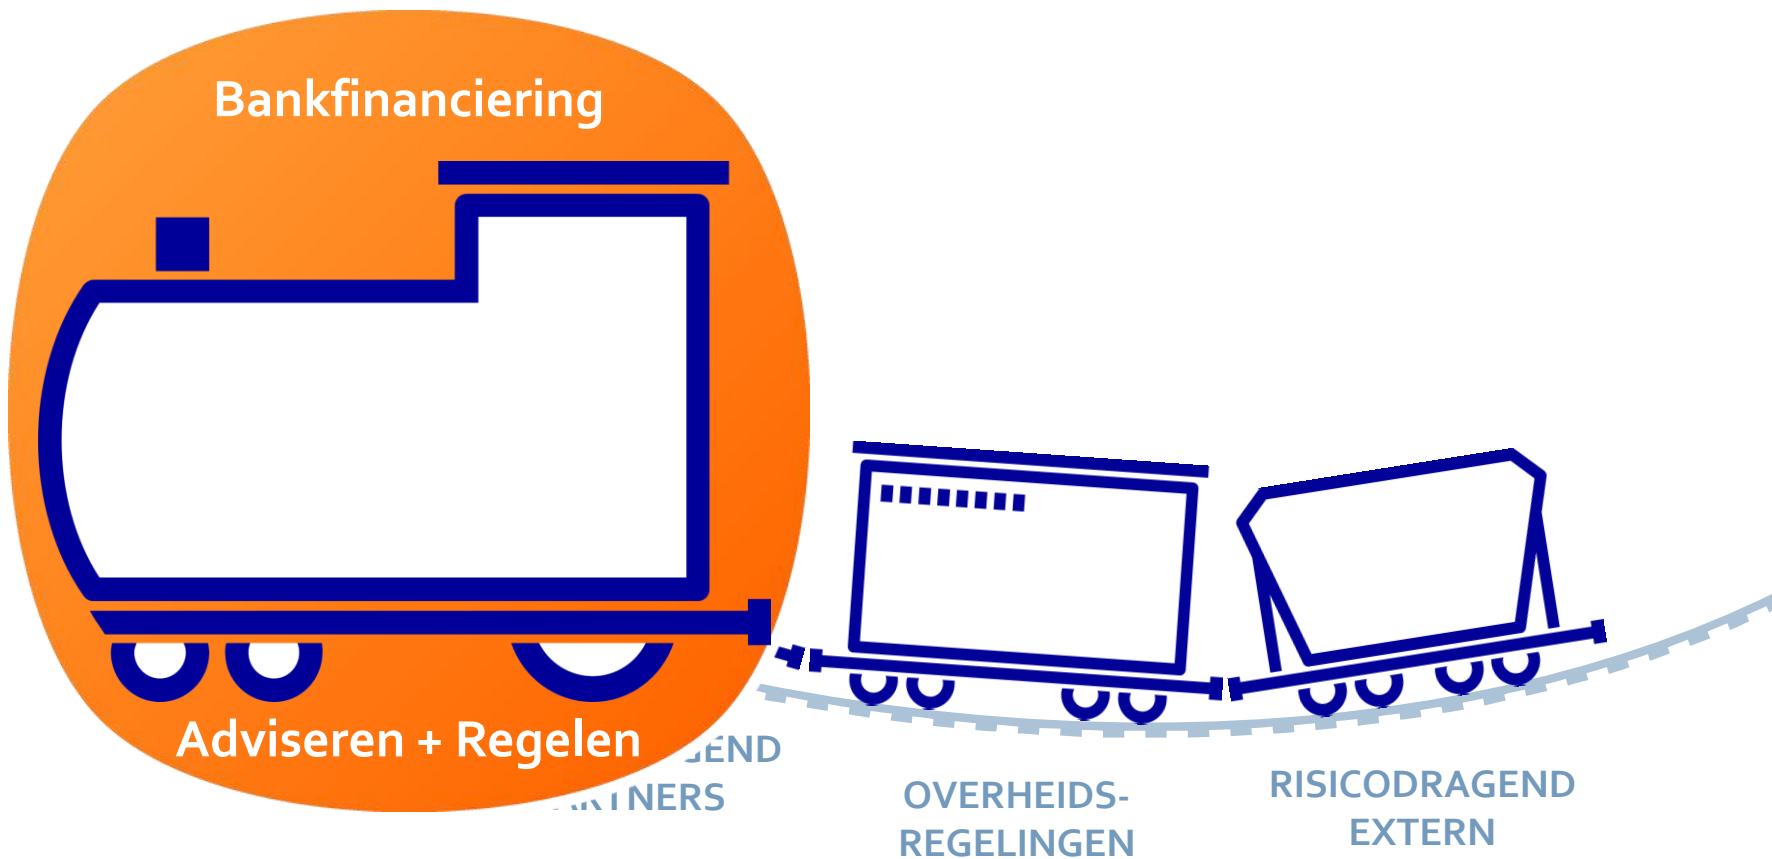 Bankfinanciering
Adviseren + Regelen
OVERHEIDS-
REGELINGEN
RISICODRAGEND
EXTERN